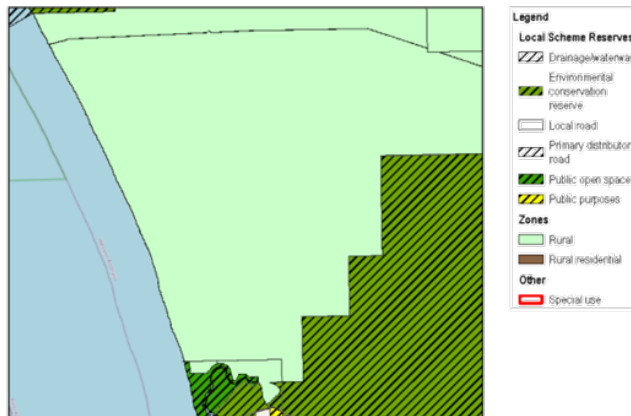 Legend
Local Scheme Reserves
Drainage/waterway
Environmental
conservation
reserve
Local road
Primary distributor
road
Public open space
Public purposes
Zones
Rural
Rural residential
Other
Special use